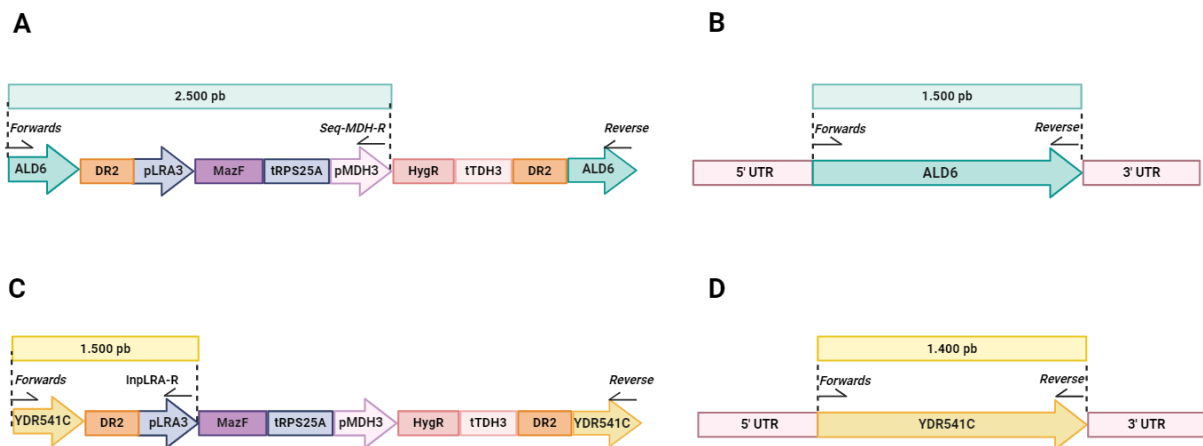 A
2.500 pb
Forwards
Seq-MDH-R
Reverse
ALD6 DR2 pLRA3 MazF tRPS25A pMDH3 HygR tTDH3 DR2 ALD6
B
1.500 pb
Forwards
Reverse
5' UTR ALD6 3' UTR
C
1.500 pb
Forwards
InpLRA-R
Reverse
YDR541C DR2 pLRA3 MazF tRPS25A pMDH3 HygR tTDH3 DR2 YDR541C
D
1.400 pb
Forwards
Reverse
5' UTR YDR541C 3' UTR